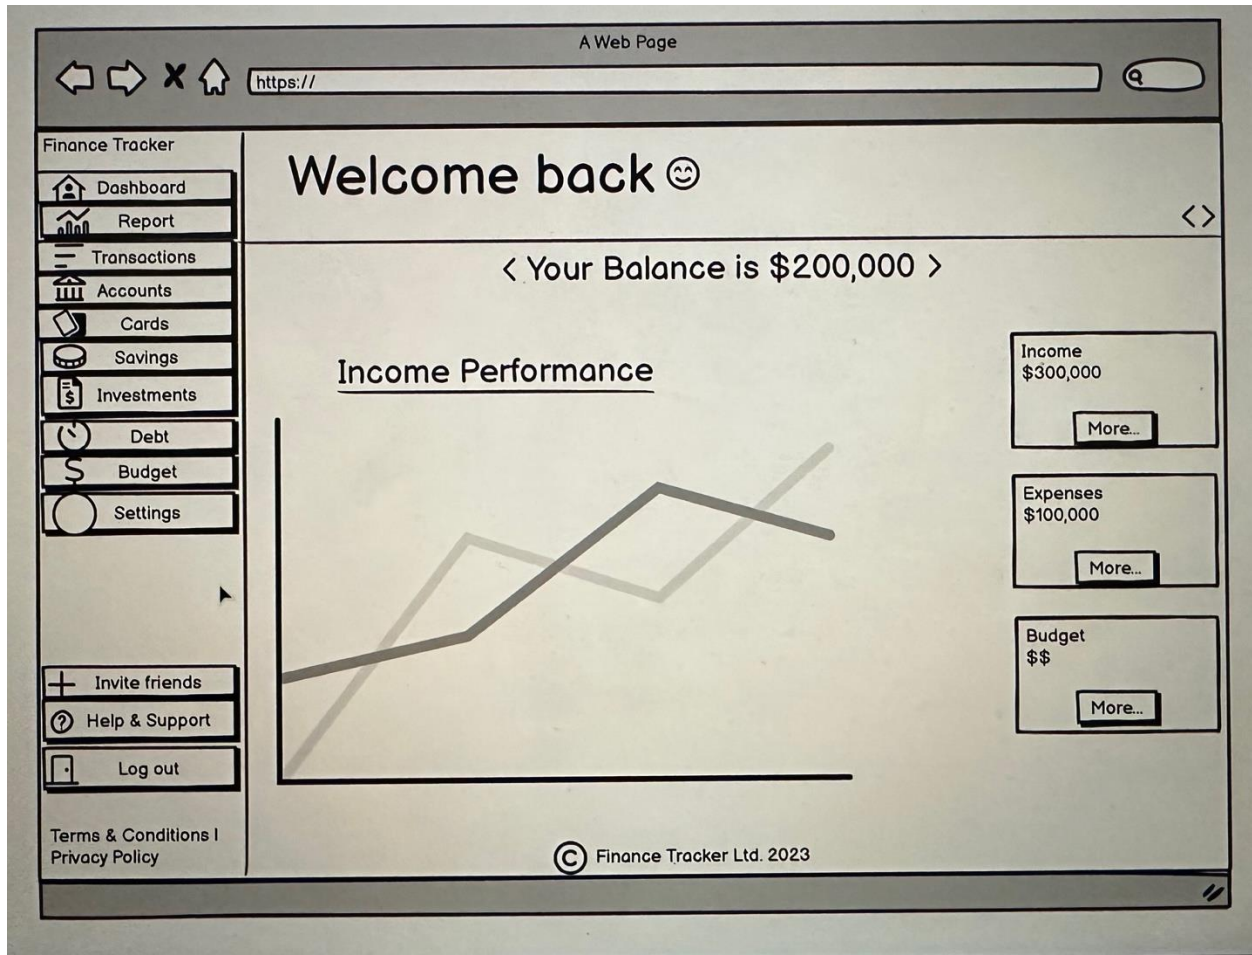 A Web Page
https://
Finance Tracker
Dashboard
Report
Transactions
Accounts
Cards
Savings
Investments
Debt
Budget
Settings
Invite friends
Help & Support
Log out
Terms & Conditions |
Privacy Policy
Welcome back
< >
< Your Balance is $200,000 >
Income Performance
Income
$300,000
More...
Expenses
$100,000
More...
Budget
$$
More...
© Finance Tracker Ltd. 2023